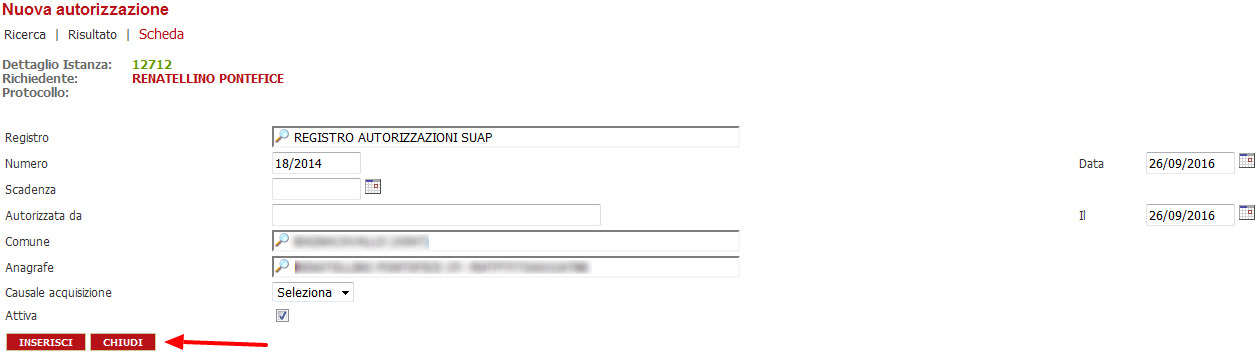 Nuova autorizzazione
Ricerca | Risultato | Scheda
Dettaglio Istanza: 12712
Richiedente: RENATELLINO PONTEFICE
Protocollo:
Registro REGISTRO AUTORIZZAZIONI SUAP
Numero 18/2014 Data 26/09/2016
Scadenza
Autorizzata da Il 26/09/2016
Comune
Anagrafe
Causale acquisizione Seleziona
Attiva
INSERISCI CHIUDI